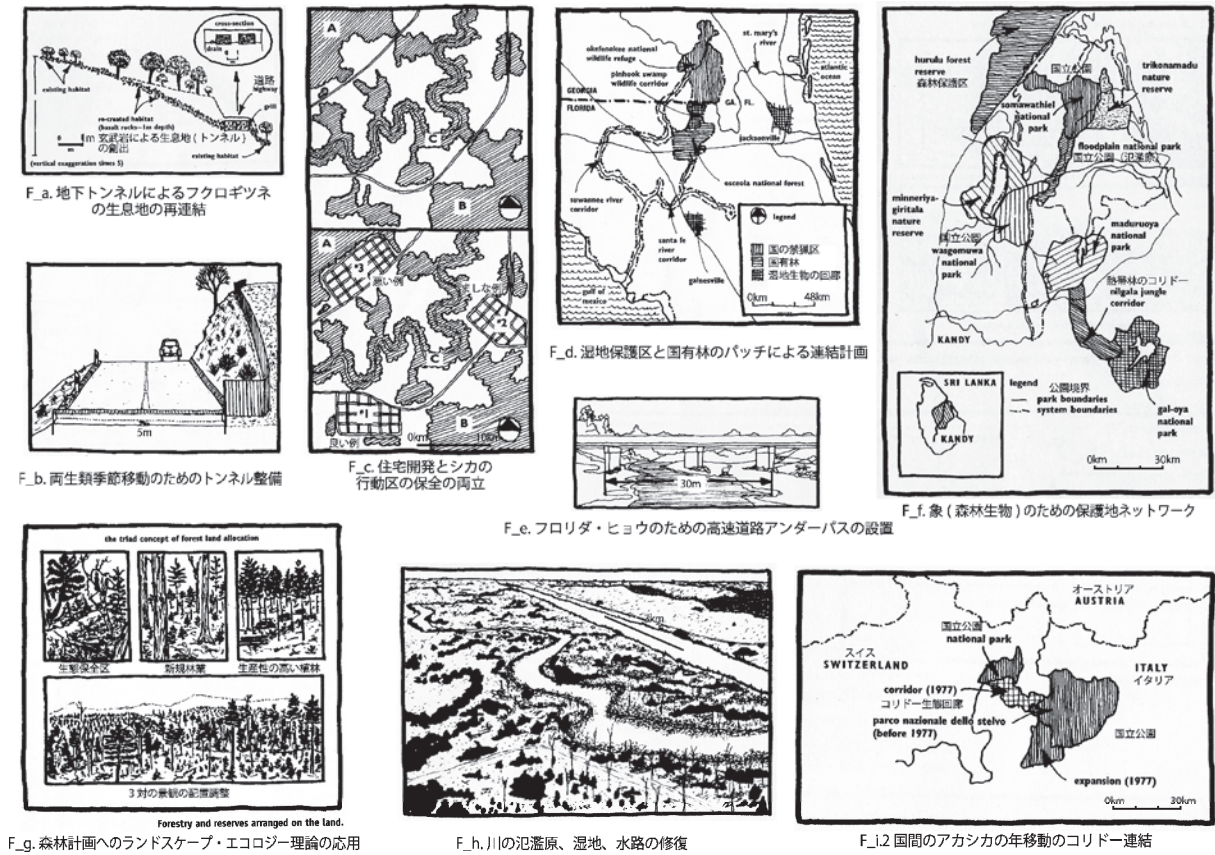 cross-section
drain
道路
highway
grill
existing habitat
re-created habitat
(basalt rocks—1m depth)
玄武岩による生息地(トンネル)
の創出
0
m
existing habitat
(vertical exaggeration times 5)
F_a. 地下トンネルによるフクロギツネ
の生息地の再連結
5m
F_b. 両生類季節移動のためのトンネル整備
A
C
B
A
*3
悪い例
ましな例
*2
C
*1
良い例
B
0km
10km
F_c. 住宅開発とシカの
行動区の保全の両立
okefenokee national
wildlife refuge
st. mary's
river
pinhook swamp
wildlife corridor
atlantic
ocean
GEORGIA
FLORIDA
GA.
FL.
jacksonville
osceola national forest
suwannee river
corridor
santa fe
river
corridor
gainesville
gulf of
mexico
legend
国の禁猟区
国有林
湿地生物の回廊
0km
48km
F_d. 湿地保護区と国有林のパッチによる連結計画
30m
F_e. フロリダ・ヒョウのための高速道路アンダーパスの設置
hurulu forest
reserve
森林保護区
国立公園
somawathiel
national
park
trikonamadu
nature
reserve
floodplain national park
国立公園(氾濫原)
minneriya-
giritala
nature
reserve
国立公園
wasgomuwa
national
park
maduruoya
national
park
熱帯林のコリドー
nilgala jungle
corridor
KANDY
SRI LANKA
KANDY
legend
公園境界
park boundaries
system boundaries
gal-oya
national
park
0km
30km
F_f. 象(森林生物)のための保護地ネットワーク
the triad concept of forest land allocation
生態保全区
新規林業
生産性の高い植林
3対の景観の配置調整
Forestry and reserves arranged on the land.
F_g. 森林計画へのランドスケープ・エコロジー理論の応用
F_h. 川の氾濫原、湿地、水路の修復
オーストリア
AUSTRIA
国立公園
national park
スイス
SWITZERLAND
ITALY
イタリア
corridor (1977)
コリドー生態回廊
parco nazionale dello stelvo
(before 1977)
国立公園
expansion (1977)
0km
30km
F_i.2 国間のアカシカの年移動のコリドー連結